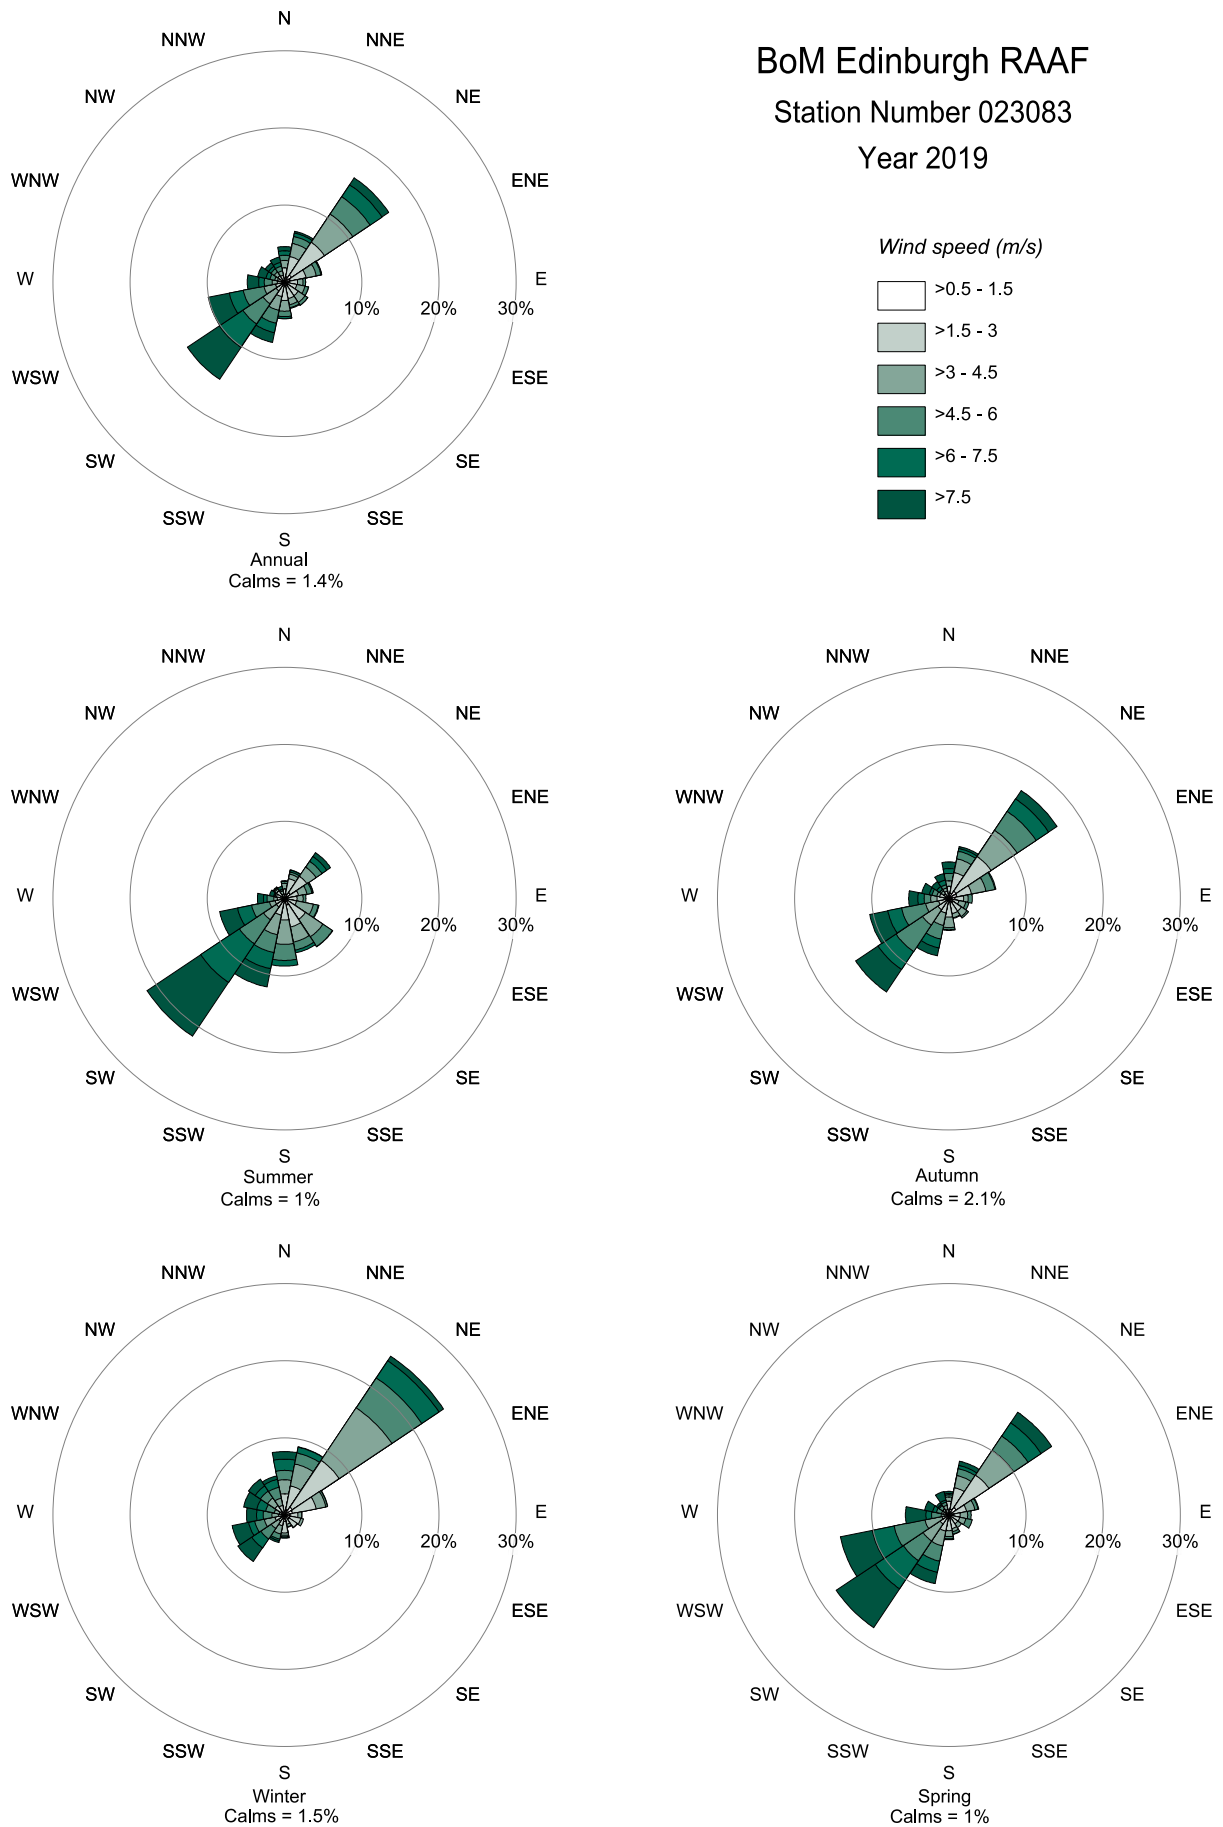 BoM Edinburgh RAAF
Station Number 023083
Year 2019
Wind speed (m/s)
>0.5 - 1.5
>1.5 - 3
>3 - 4.5
>4.5 - 6
>6 - 7.5
>7.5
N
NNW NNE
NW NE
WNW ENE
W E
10% 20% 30%
WSW ESE
SW SE
SSW SSE
S
Annual
Calms = 1.4%
N
NNW NNE
NW NE
WNW ENE
W E
10% 20% 30%
WSW ESE
SW SE
SSW SSE
S
Summer
Calms = 1%
N
NNW NNE
NW NE
WNW ENE
W E
10% 20% 30%
WSW ESE
SW SE
SSW SSE
S
Autumn
Calms = 2.1%
N
NNW NNE
NW NE
WNW ENE
W E
10% 20% 30%
WSW ESE
SW SE
SSW SSE
S
Winter
Calms = 1.5%
N
NNW NNE
NW NE
WNW ENE
W E
10% 20% 30%
WSW ESE
SW SE
SSW SSE
S
Spring
Calms = 1%